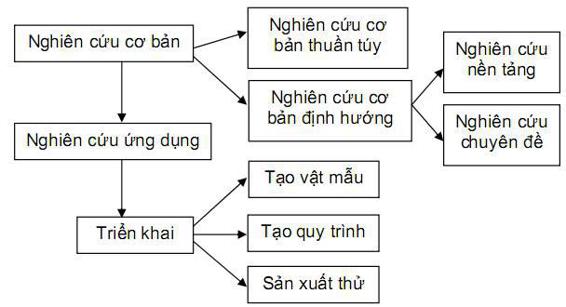 Nghiên cứu cơ bản
Nghiên cứu cơ
bản thuần túy
Nghiên cứu cơ
bản định hướng
Nghiên cứu
nền tảng
Nghiên cứu
chuyên đề
Nghiên cứu ứng dụng
Triển khai
Tạo vật mẫu
Tạo quy trình
Sản xuất thử